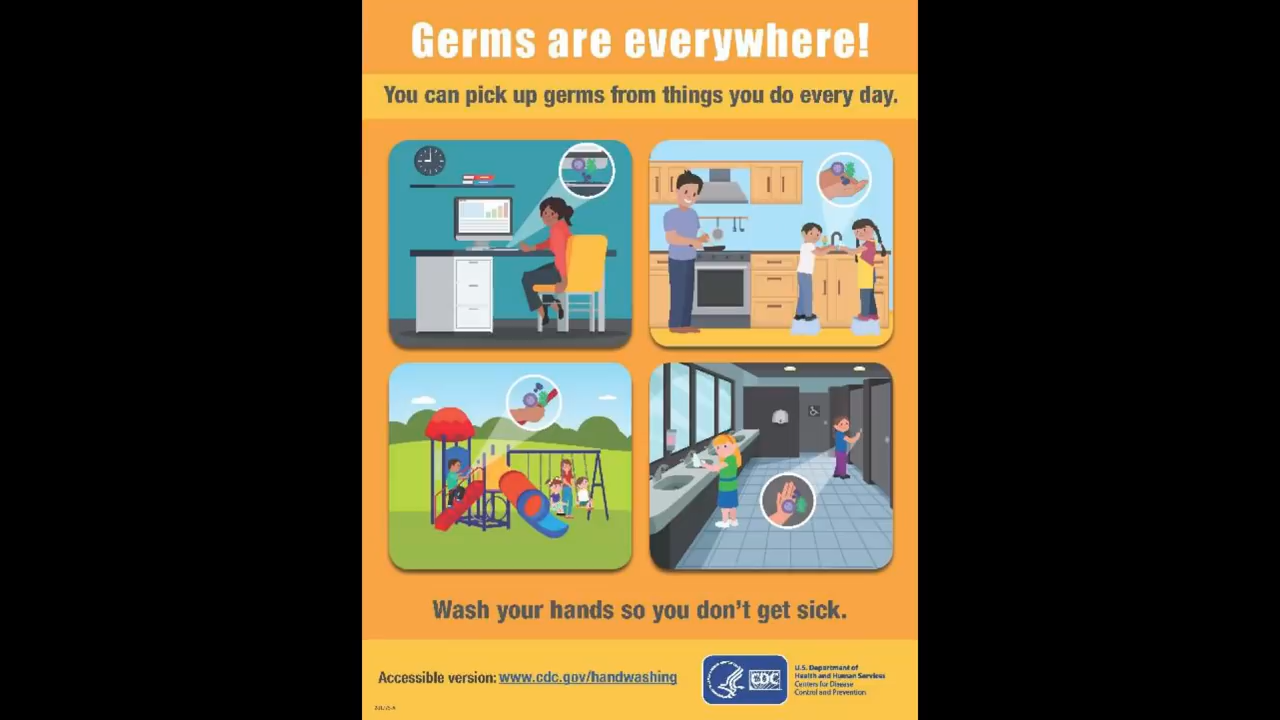 Germs are everywhere!
You can pick up germs from things you do every day.
Wash your hands so you don't get sick.
Accessible version: www.cdc.gov/handwashing
CDC
U.S. Department of
Health and Human Services
Centers for Disease
Control and Prevention